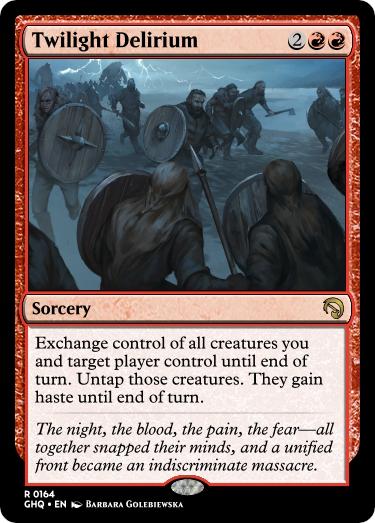 Twilight Delirium 2
Sorcery
Exchange control of all creatures you
and target player control until end of
turn. Untap those creatures. They gain
haste until end of turn.
The night, the blood, the pain, the fear—all
together snapped their minds, and a unified
front became an indiscriminate massacre.
R 0164
GHQ • EN Barbara Golebiewska